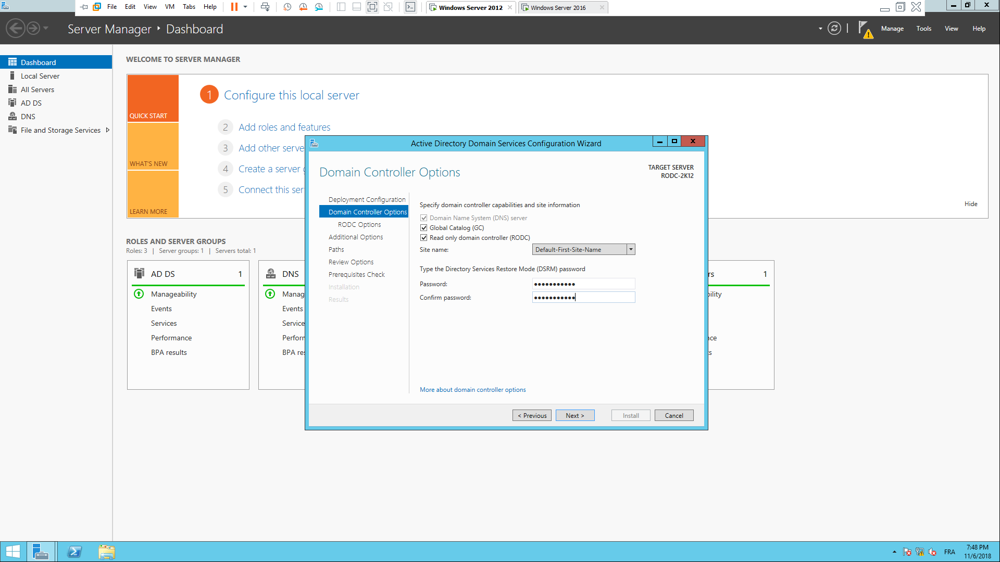 File Edit View VM Tabs Help
Windows Server 2012
Windows Server 2016
Server Manager
Dashboard
Manage Tools View Help
Dashboard
Local Server
All Servers
AD DS
DNS
File and Storage Services
WELCOME TO SERVER MANAGER
QUICK START
WHAT'S NEW
LEARN MORE
1 Configure this local server
2 Add roles and features
3 Add other serve
4 Create a server
5 Connect this ser
Hide
ROLES AND SERVER GROUPS
Roles: 3 | Server groups: 1 | Servers total: 1
AD DS 1
Manageability
Events
Services
Performance
BPA results
DNS
Manag
Events
Service
Perforn
BPA re
rs 1
bility
nce
ts
Active Directory Domain Services Configuration Wizard
Domain Controller Options
TARGET SERVER
RODC-2K12
Deployment Configuration
Domain Controller Options
RODC Options
Additional Options
Paths
Review Options
Prerequisites Check
Installation
Results
Specify domain controller capabilities and site information
Domain Name System (DNS) server
Global Catalog (GC)
Read only domain controller (RODC)
Site name: Default-First-Site-Name
Type the Directory Services Restore Mode (DSRM) password
Password: ●●●●●●●●●●●
Confirm password: ●●●●●●●●●●●
More about domain controller options
< Previous Next > Install Cancel
FRA
7:48 PM
11/6/2018